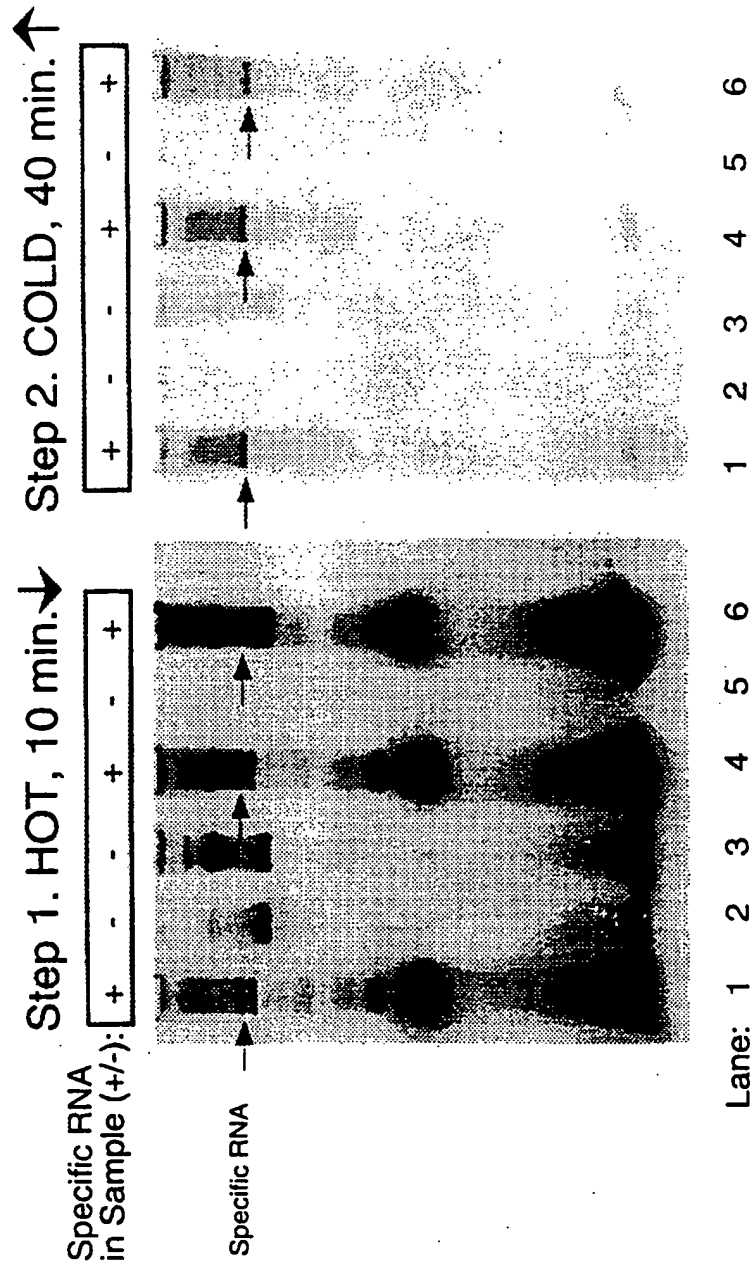 Step 1. HOT, 10 min.
Step 2. COLD, 40 min.
Specific RNA
in Sample (+/-):
+ - - + - +
+ - - + - +
Specific RNA
Lane: 1 2 3 4 5 6
1 2 3 4 5 6